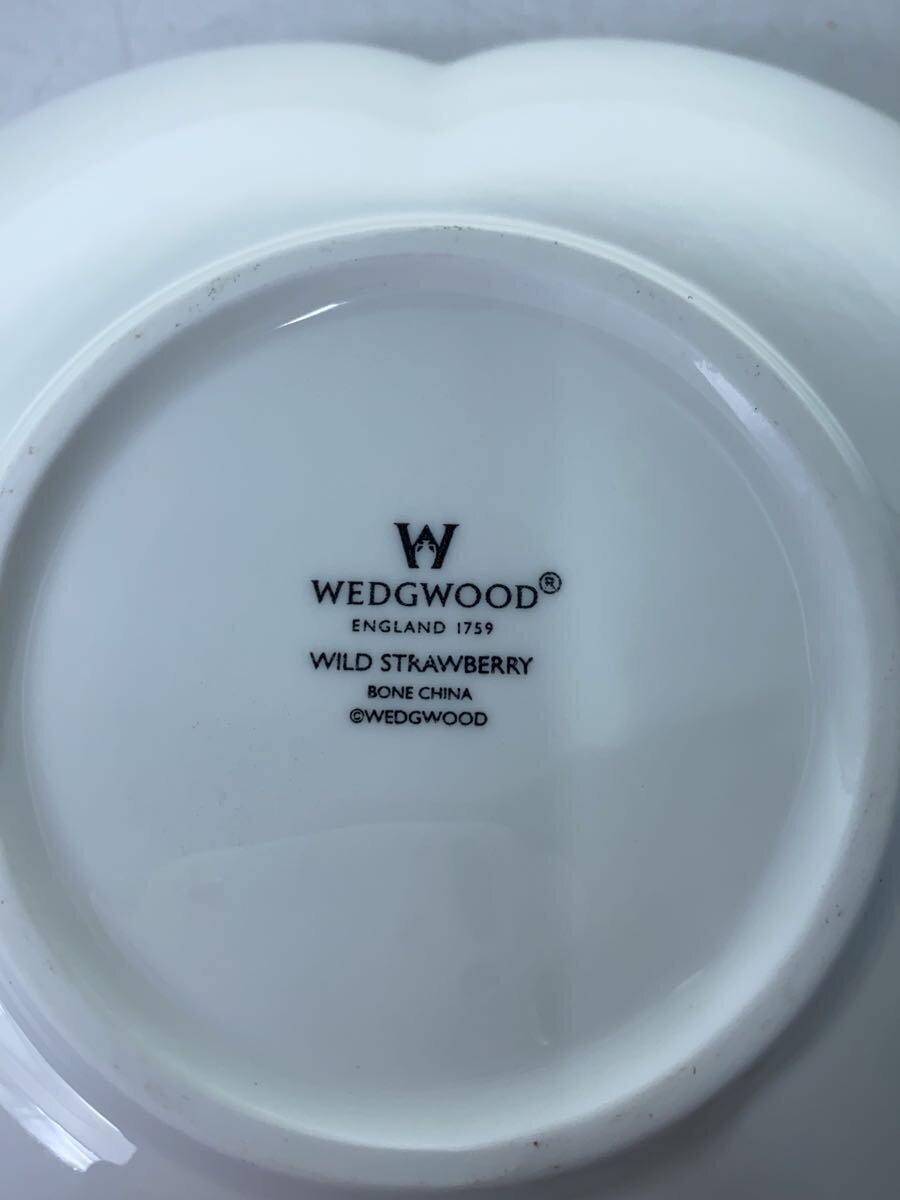 W
WEDGWOOD®
ENGLAND 1759
WILD STRAWBERRY
BONE CHINA
©WEDGWOOD